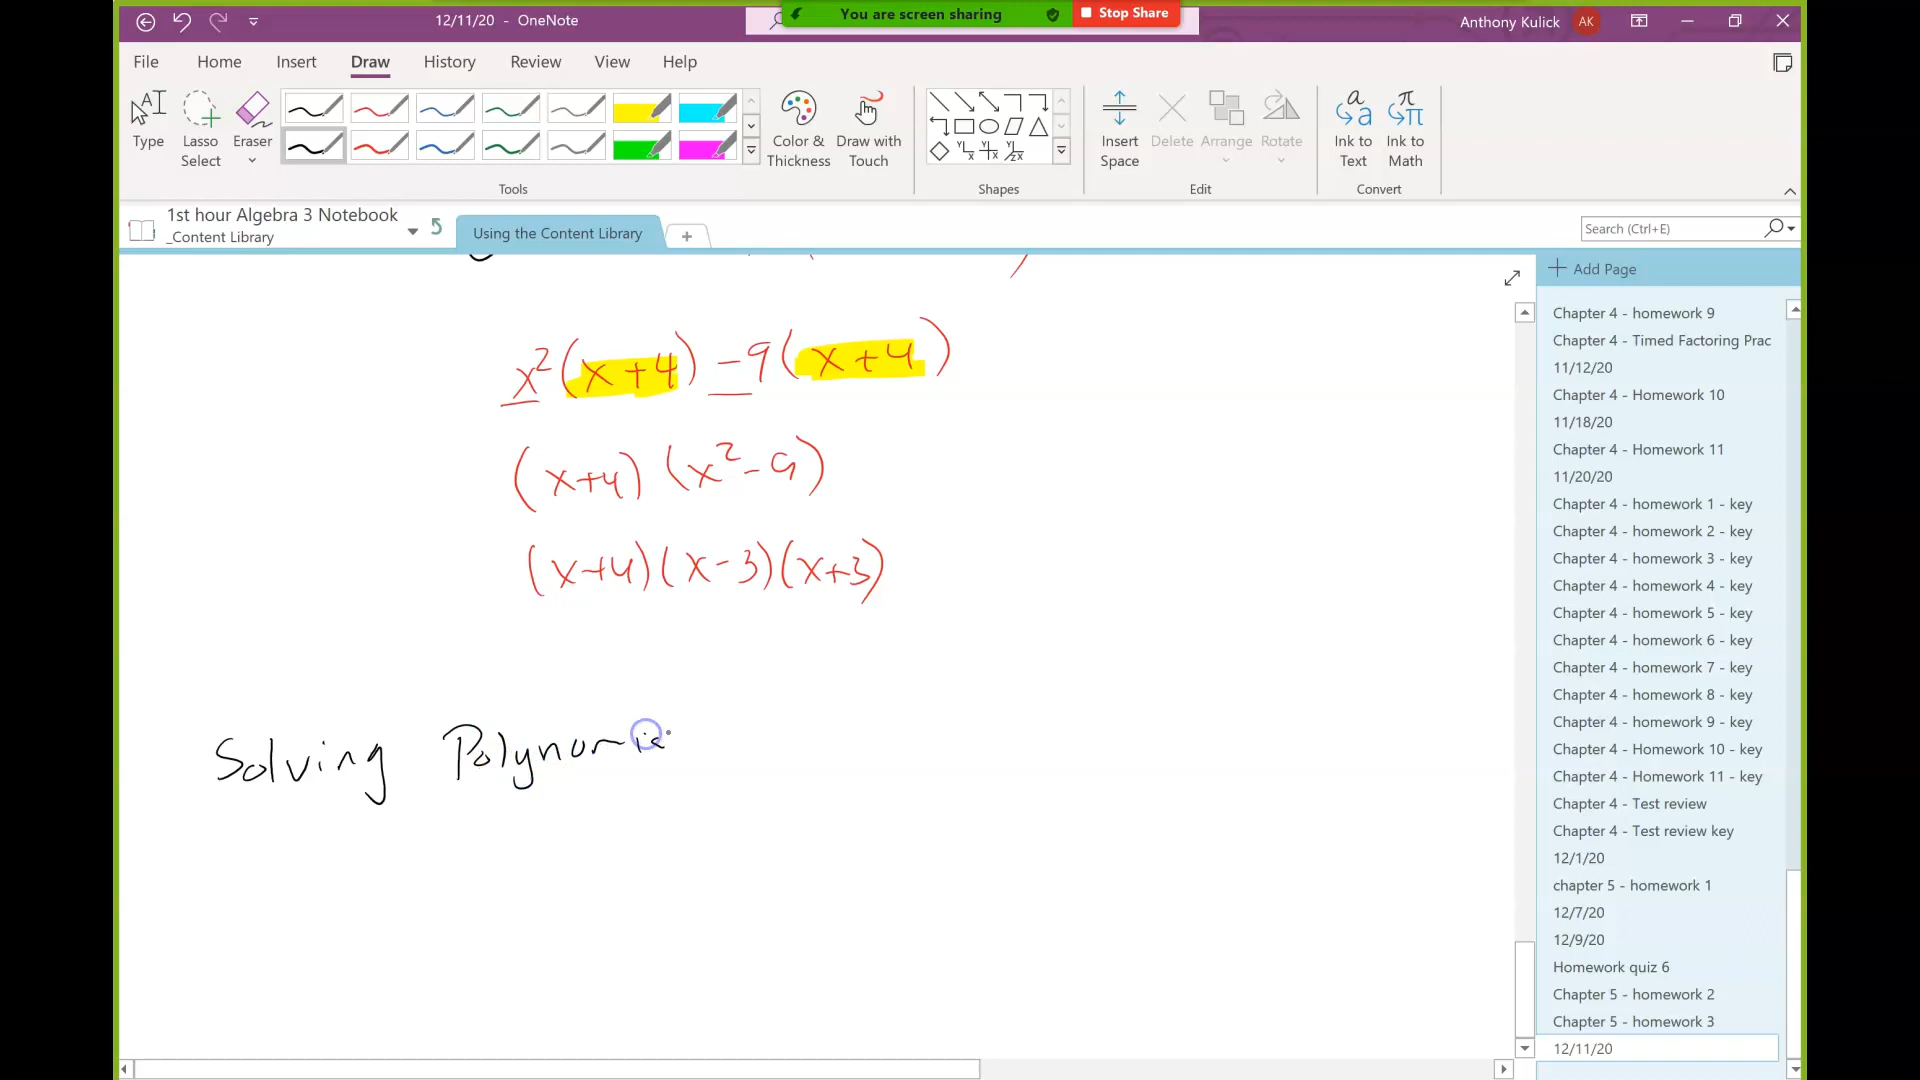 12/11/20 - OneNote
You are screen sharing
Stop Share
Anthony Kulick AK
File Home Insert Draw History Review View Help
Type
Lasso Select
Eraser
Color & Thickness
Draw with Touch
Insert Space
Delete
Arrange
Rotate
Ink to Text
Ink to Math
Tools
Shapes
Edit
Convert
1st hour Algebra 3 Notebook
_Content Library
Using the Content Library
Search (Ctrl+E)
x²(x+4) -9(x+4)
(x+4)(x²-9)
(x+4)(x-3)(x+3)
Solving Polynomia
Add Page
Chapter 4 - homework 9
Chapter 4 - Timed Factoring Prac
11/12/20
Chapter 4 - Homework 10
11/18/20
Chapter 4 - Homework 11
11/20/20
Chapter 4 - homework 1 - key
Chapter 4 - homework 2 - key
Chapter 4 - homework 3 - key
Chapter 4 - homework 4 - key
Chapter 4 - homework 5 - key
Chapter 4 - homework 6 - key
Chapter 4 - homework 7 - key
Chapter 4 - homework 8 - key
Chapter 4 - homework 9 - key
Chapter 4 - Homework 10 - key
Chapter 4 - Homework 11 - key
Chapter 4 - Test review
Chapter 4 - Test review key
12/1/20
chapter 5 - homework 1
12/7/20
12/9/20
Homework quiz 6
Chapter 5 - homework 2
Chapter 5 - homework 3
12/11/20